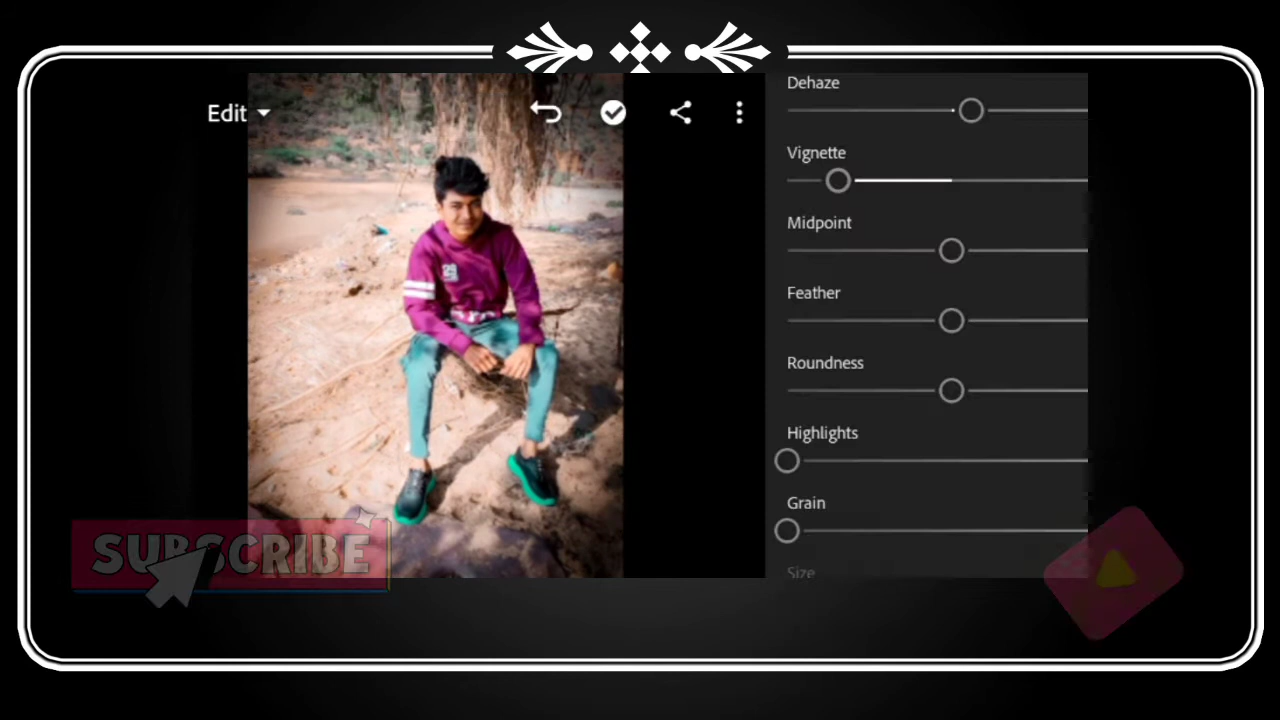 Edit
Dehaze
Vignette
Midpoint
Feather
Roundness
Highlights
Grain
Size
SUBSCRIBE